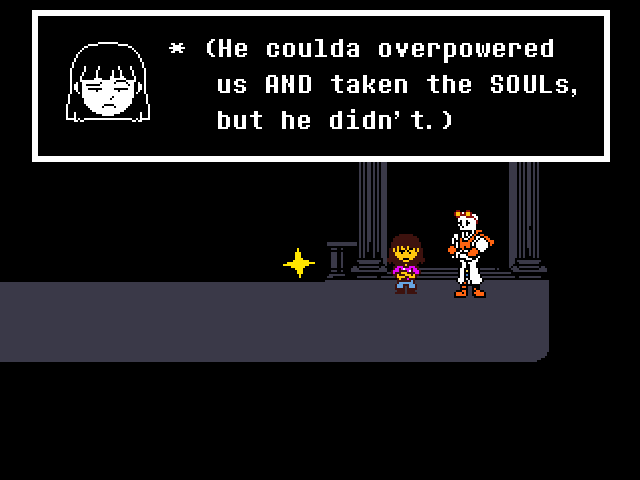 * (He coulda overpowered
us AND taken the SOULs,
but he didn't.)